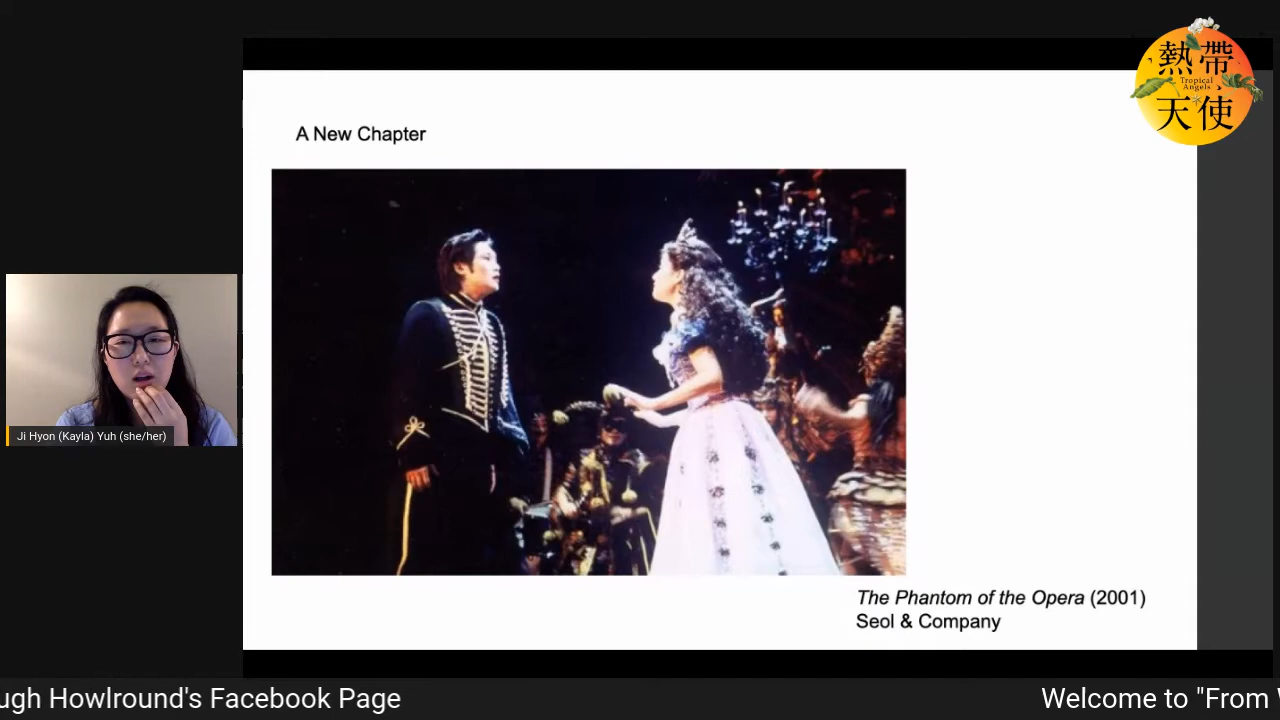 熱帶
Tropical
Angels
天使
A New Chapter
Ji Hyon (Kayla) Yuh (she/her)
The Phantom of the Opera (2001)
Seol & Company
ugh Howlround's Facebook Page
Welcome to "From